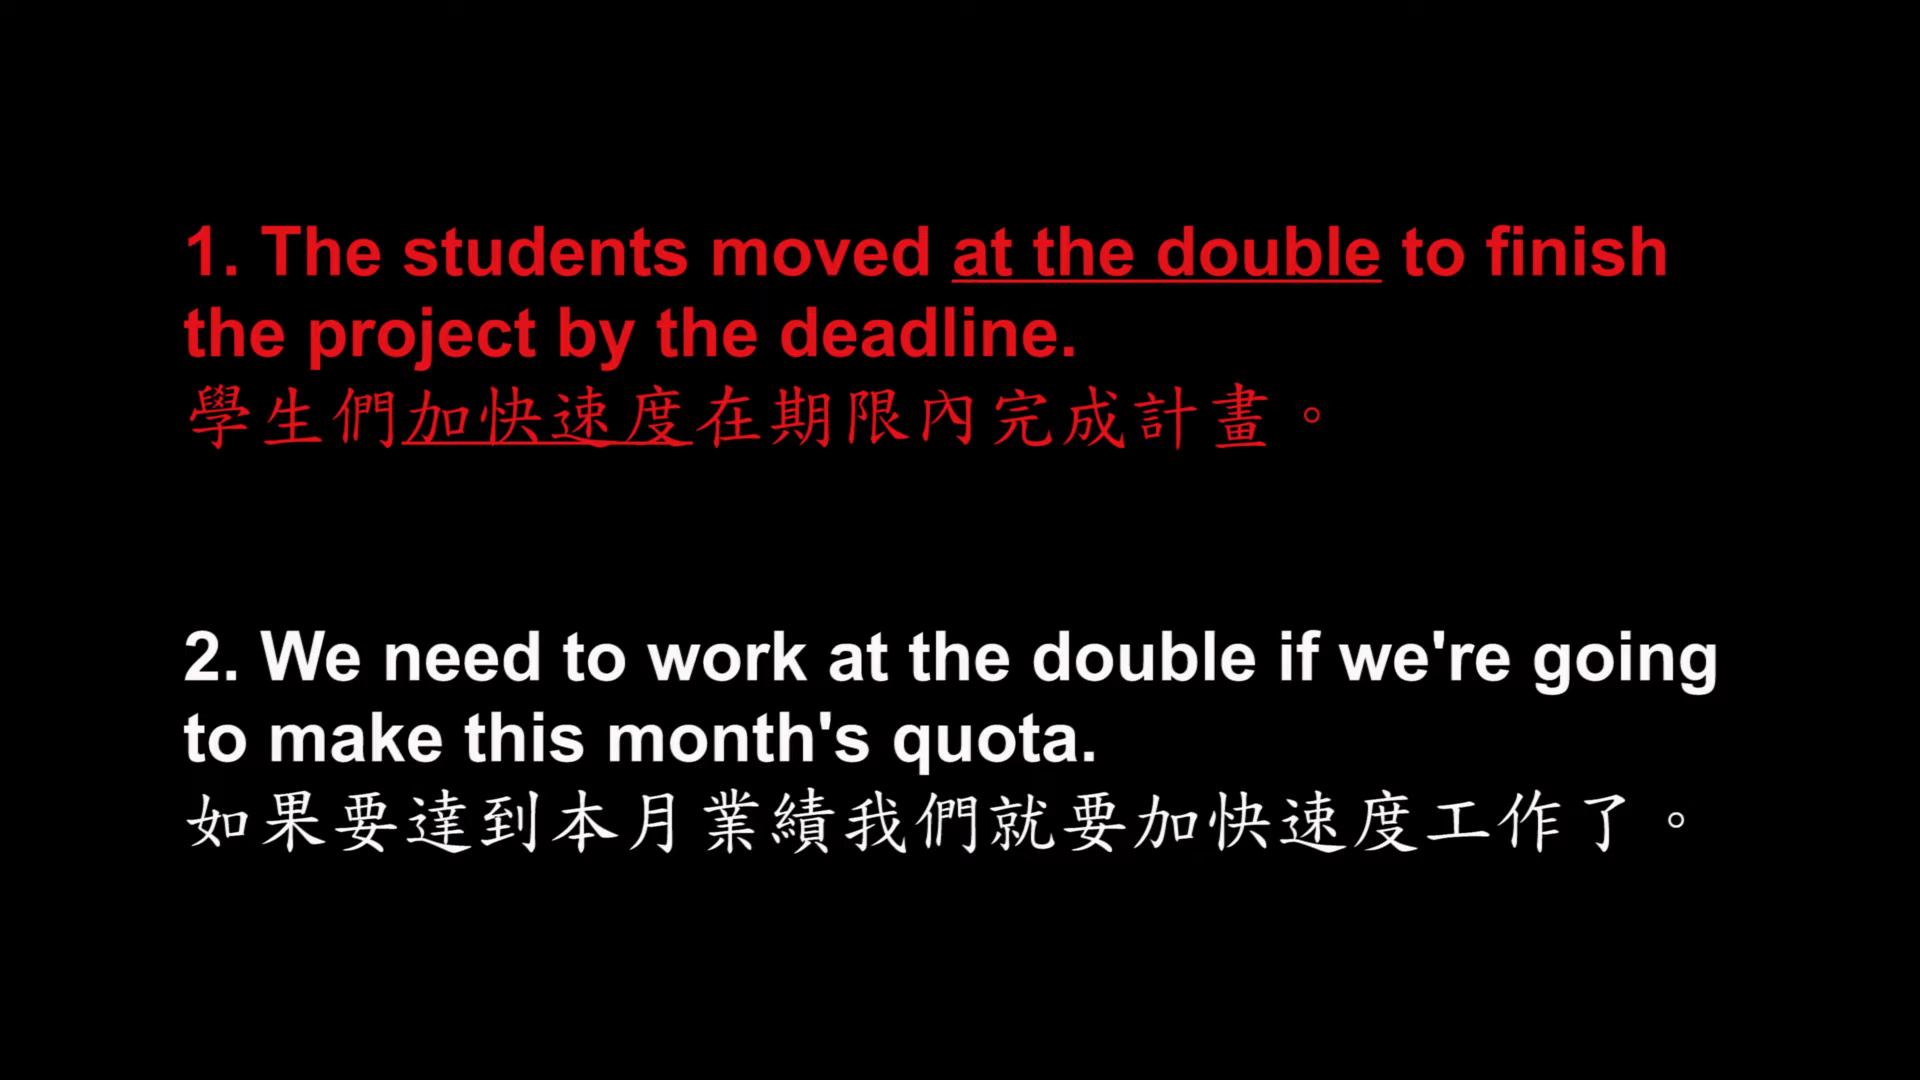 1. The students moved at the double to finish
the project by the deadline.
學生們加快速度在期限內完成計畫。
2. We need to work at the double if we're going
to make this month's quota.
如果要達到本月業績我們就要加快速度工作了。